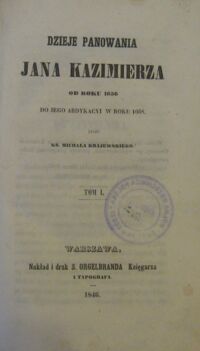 DZIEJE PANOWANIA
JANA KAZIMIERZA
OD ROKU 1656
DO JEGO ABDYKACYI W ROKU 1668.
PRZEZ
KS. MICHAŁA KRAJEWSKIEGO.
TOM I.
WARSZAWA,
Nakład i druk S. ORGELBRANDA Księgarza
I TYPOGRAFA.
1846.